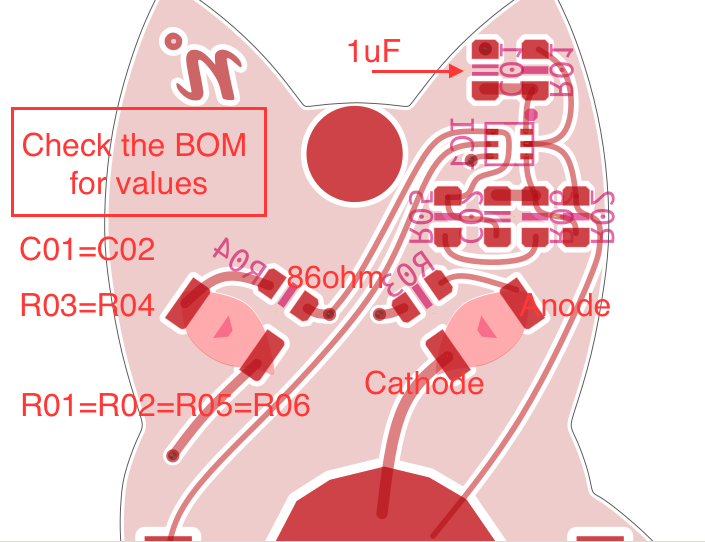 1uF
C01
R01
Check the BOM
for values
IC1
R05
C02
R06
R02
C01=C02
R04
86ohm
R03
R03=R04
Anode
Cathode
R01=R02=R05=R06